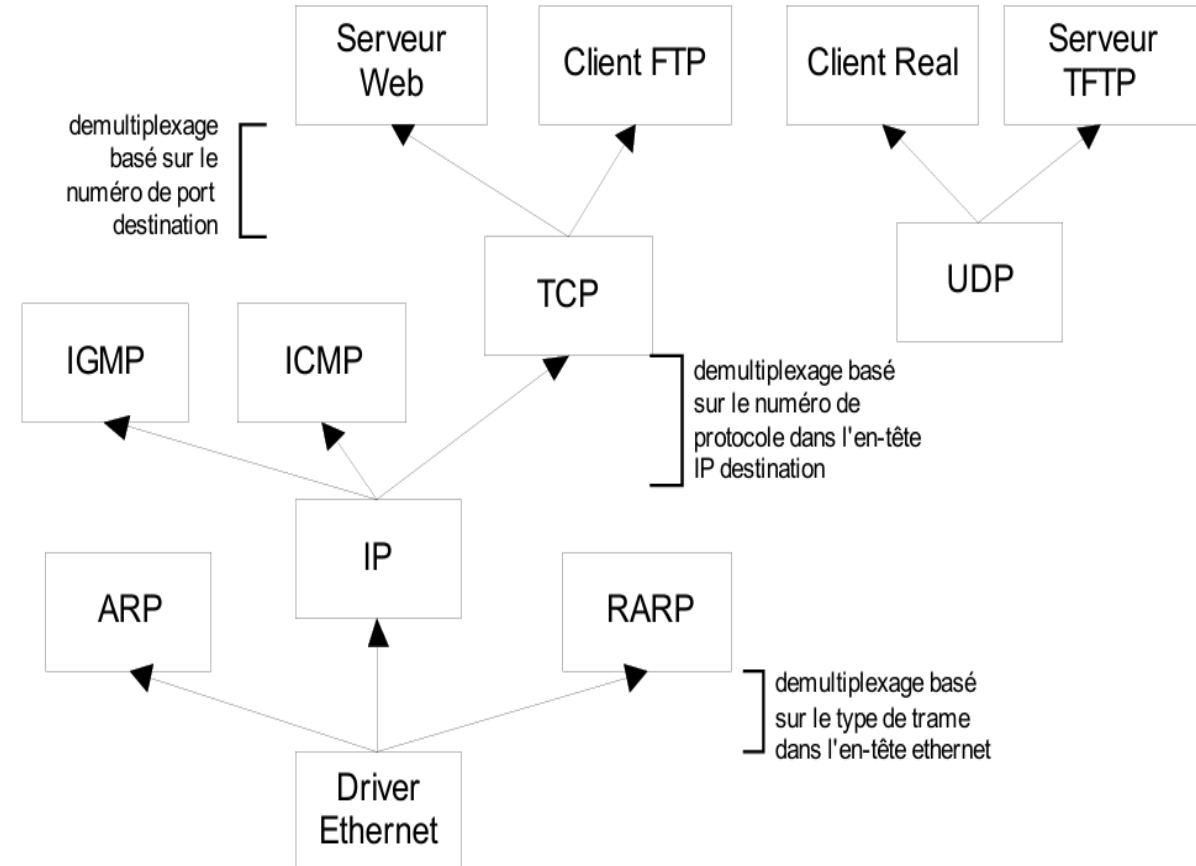 Serveur
Web
Client FTP
Client Real
Serveur
TFTP
demultiplexage
basé sur le
numéro de port
destination
TCP
UDP
IGMP
ICMP
demultiplexage basé
sur le numéro de
protocole dans l'en-tête
IP destination
IP
ARP
RARP
demultiplexage basé
sur le type de trame
dans l'en-tête ethernet
Driver
Ethernet